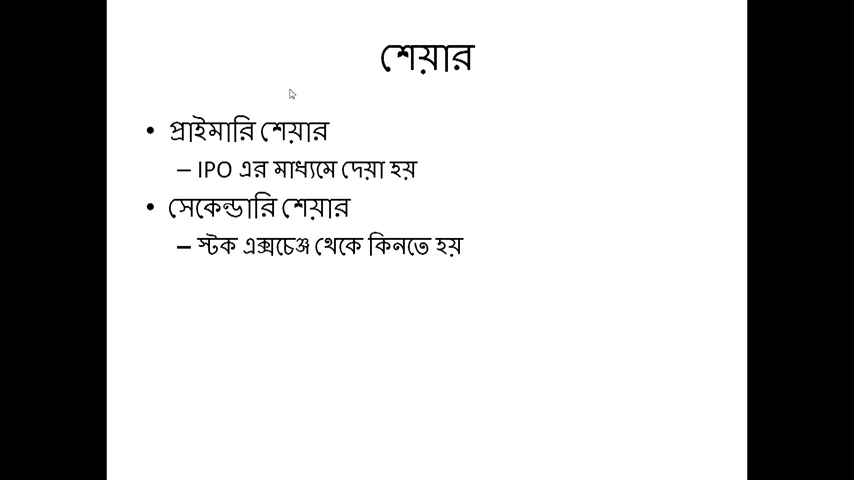 শেয়ার
• প্রাইমারি শেয়ার
– IPO এর মাধ্যমে দেয়া হয়
• সেকেন্ডারি শেয়ার
– স্টক এক্সচেঞ্জ থেকে কিনতে হয়